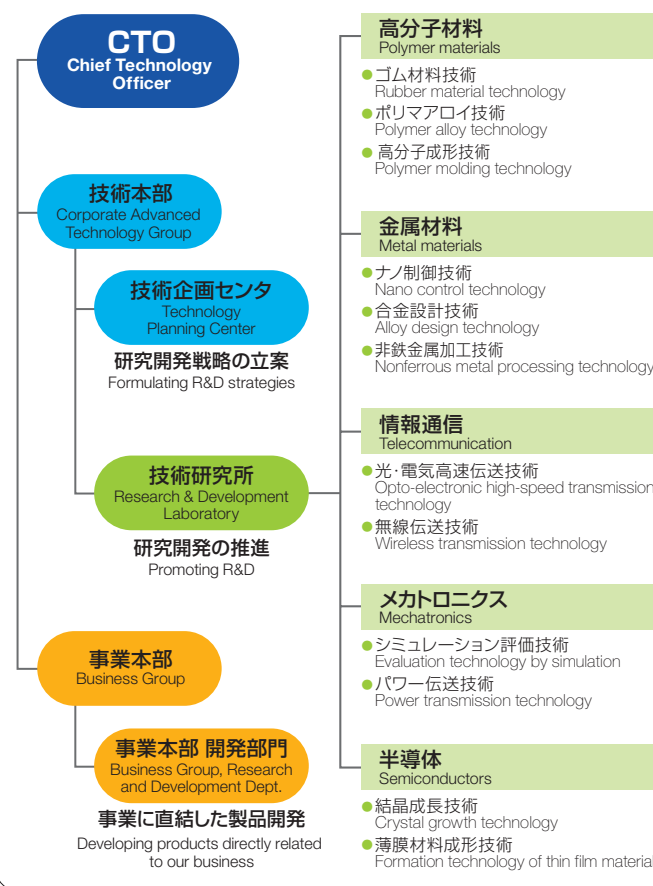 CTO
Chief Technology
Officer
技術本部
Corporate Advanced
Technology Group
技術企画センタ
Technology
Planning Center
研究開発戦略の立案
Formulating R&D strategies
技術研究所
Research & Development
Laboratory
研究開発の推進
Promoting R&D
事業本部
Business Group
事業本部 開発部門
Business Group, Research
and Development Dept.
事業に直結した製品開発
Developing products directly related
to our business
高分子材料
Polymer materials
●ゴム材料技術
Rubber material technology
●ポリマアロイ技術
Polymer alloy technology
●高分子成形技術
Polymer molding technology
金属材料
Metal materials
●ナノ制御技術
Nano control technology
●合金設計技術
Alloy design technology
●非鉄金属加工技術
Nonferrous metal processing technology
情報通信
Telecommunication
●光・電気高速伝送技術
Opto-electronic high-speed transmission
technology
●無線伝送技術
Wireless transmission technology
メカトロニクス
Mechatronics
●シミュレーション評価技術
Evaluation technology by simulation
●パワー伝送技術
Power transmission technology
半導体
Semiconductors
●結晶成長技術
Crystal growth technology
●薄膜材料成形技術
Formation technology of thin film material